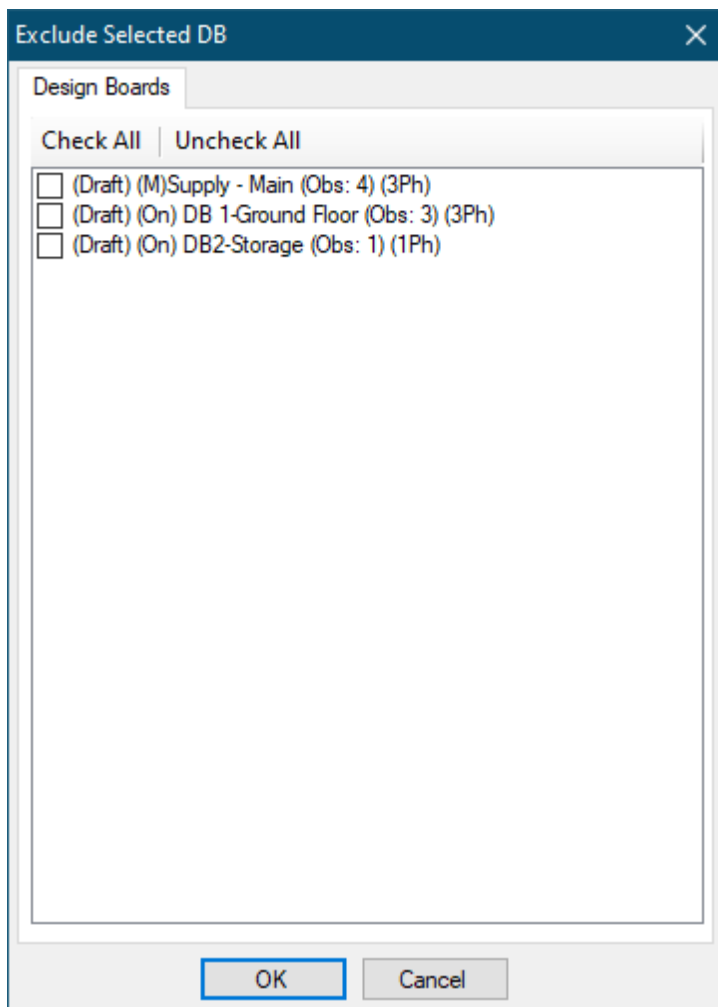 Exclude Selected DB
Design Boards
Check All Uncheck All
(Draft) (M)Supply - Main (Obs: 4) (3Ph)
(Draft) (On) DB 1-Ground Floor (Obs: 3) (3Ph)
(Draft) (On) DB2-Storage (Obs: 1) (1Ph)
OK Cancel